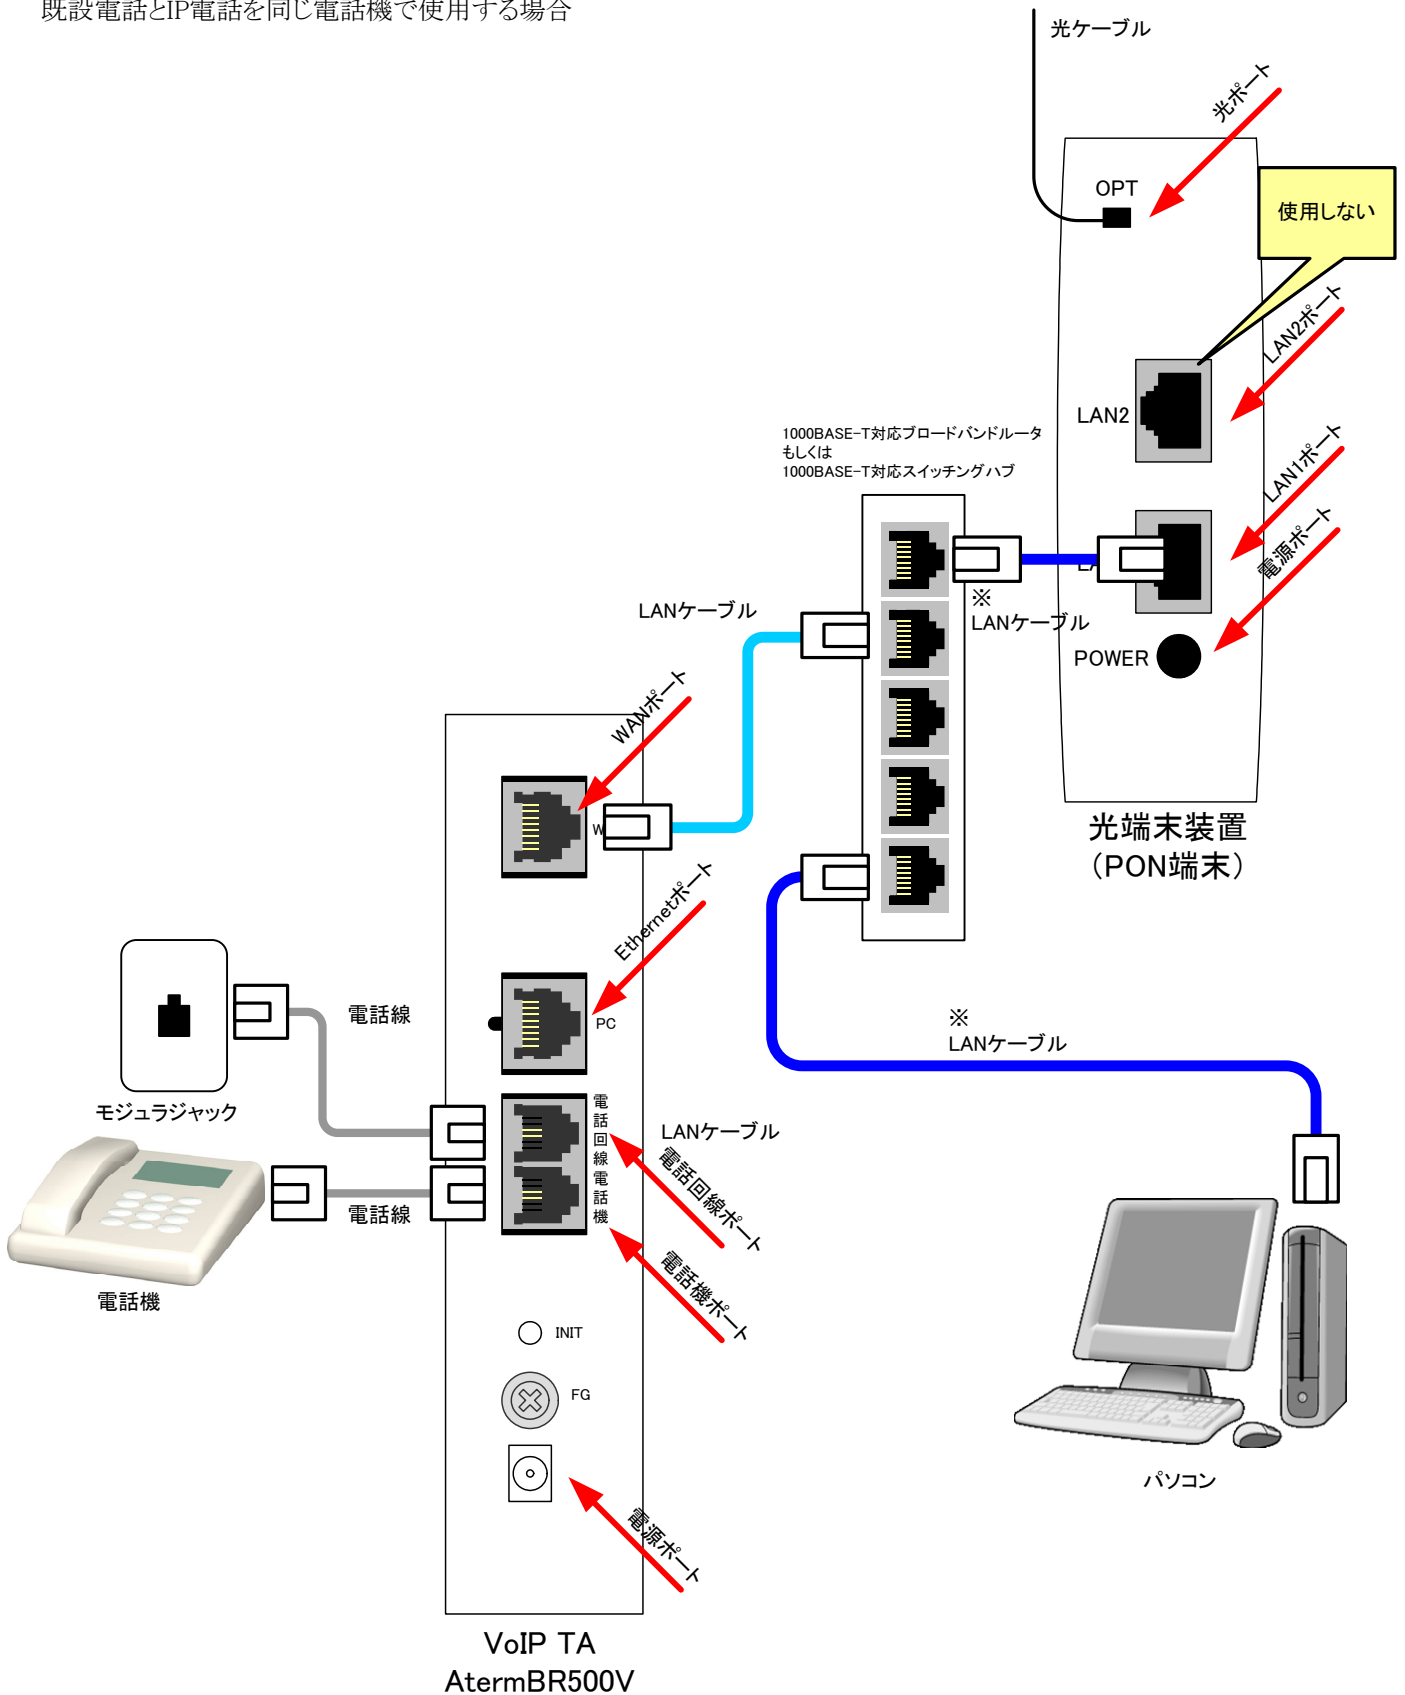 既設電話とIP電話を同じ電話機で使用する場合
光ケーブル
光ポート
OPT
使用しない
LAN2ポート
LAN2
1000BASE-T対応ブロードバンドルータ
もしくは
1000BASE-T対応スイッチングハブ
LAN1ポート
電源ポート
※
LANケーブル
LANケーブル
POWER
WANポート
W
光端末装置
(PON端末)
Ethernetポート
PC
電話線
※
LANケーブル
モジュラジャック
電話回線
LANケーブル
電話回線ポート
電話機
電話線
電話機ポート
電話機
INIT
FG
パソコン
電源ポート
VoIP TA
AtermBR500V